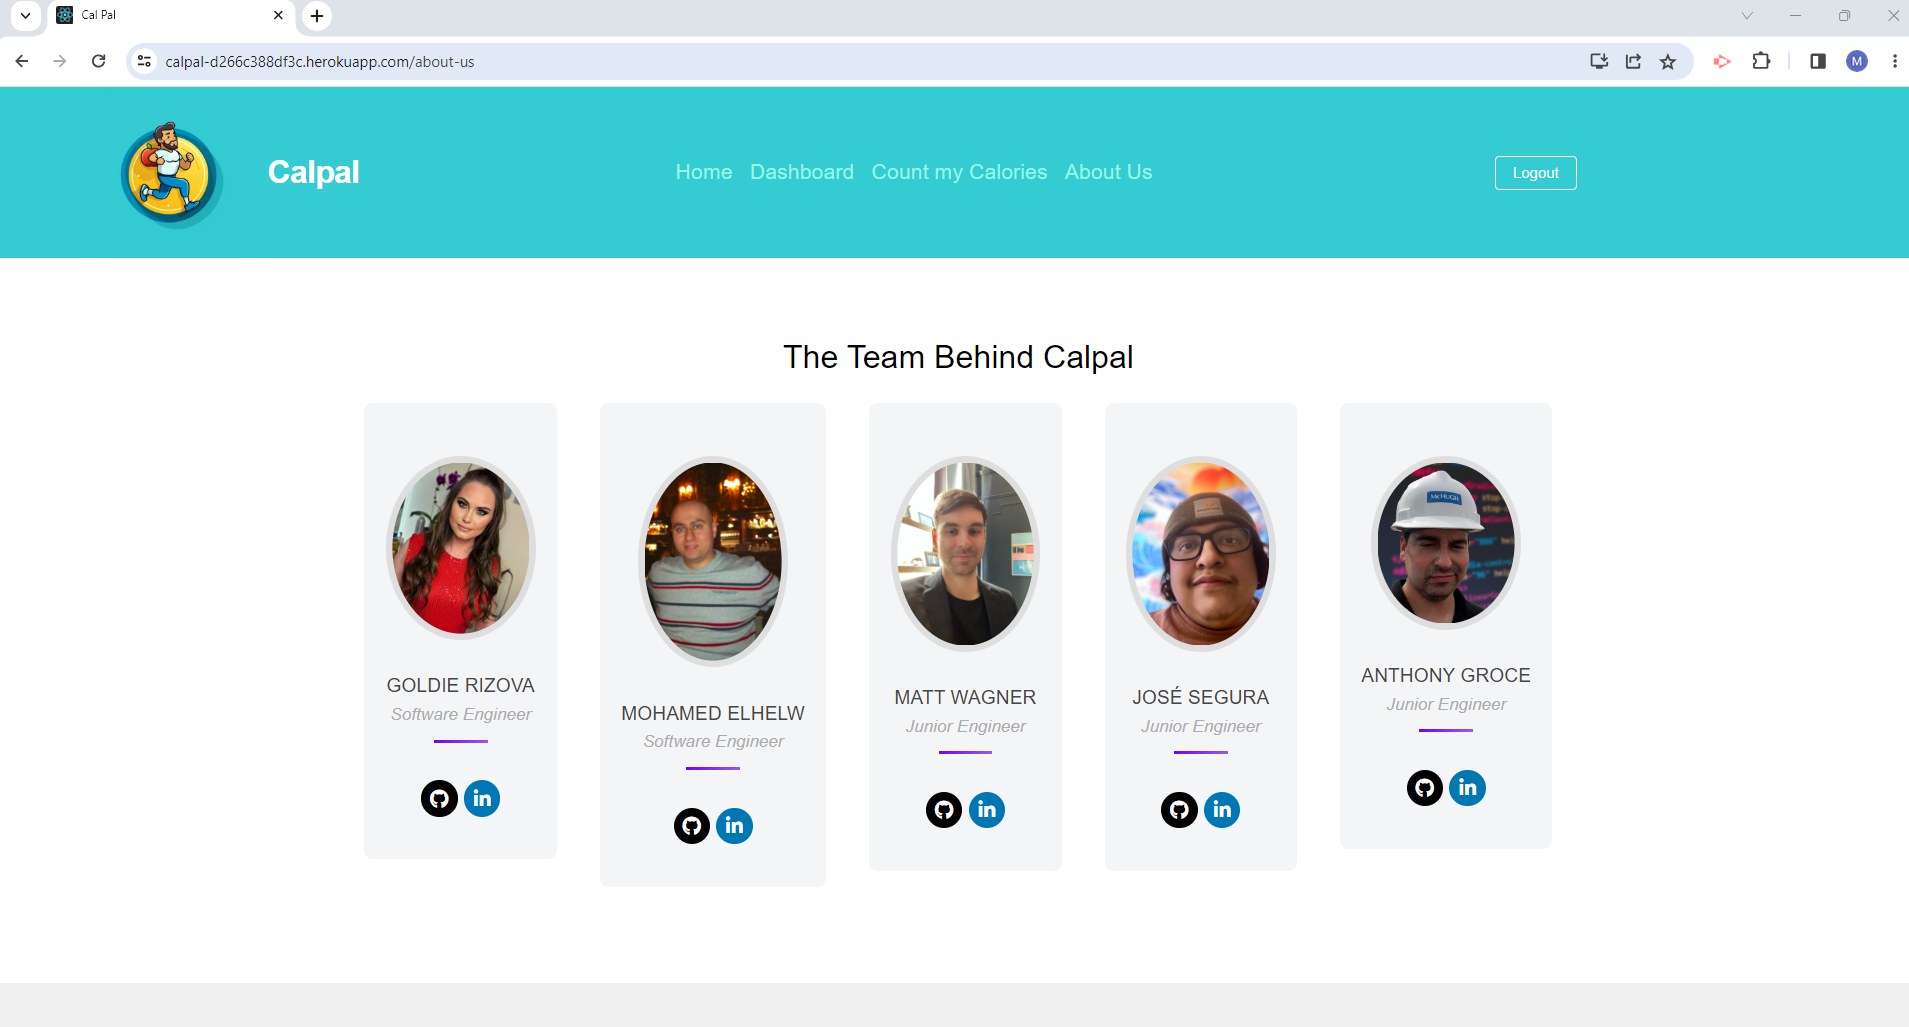 Cal Pal
calpal-d266c388df3c.herokuapp.com/about-us
M
Calpal
Home Dashboard Count my Calories About Us
Logout
The Team Behind Calpal
McHUGH
GOLDIE RIZOVA
Software Engineer
MOHAMED ELHELW
Software Engineer
MATT WAGNER
Junior Engineer
JOSÉ SEGURA
Junior Engineer
ANTHONY GROCE
Junior Engineer
in
in
in
in
in